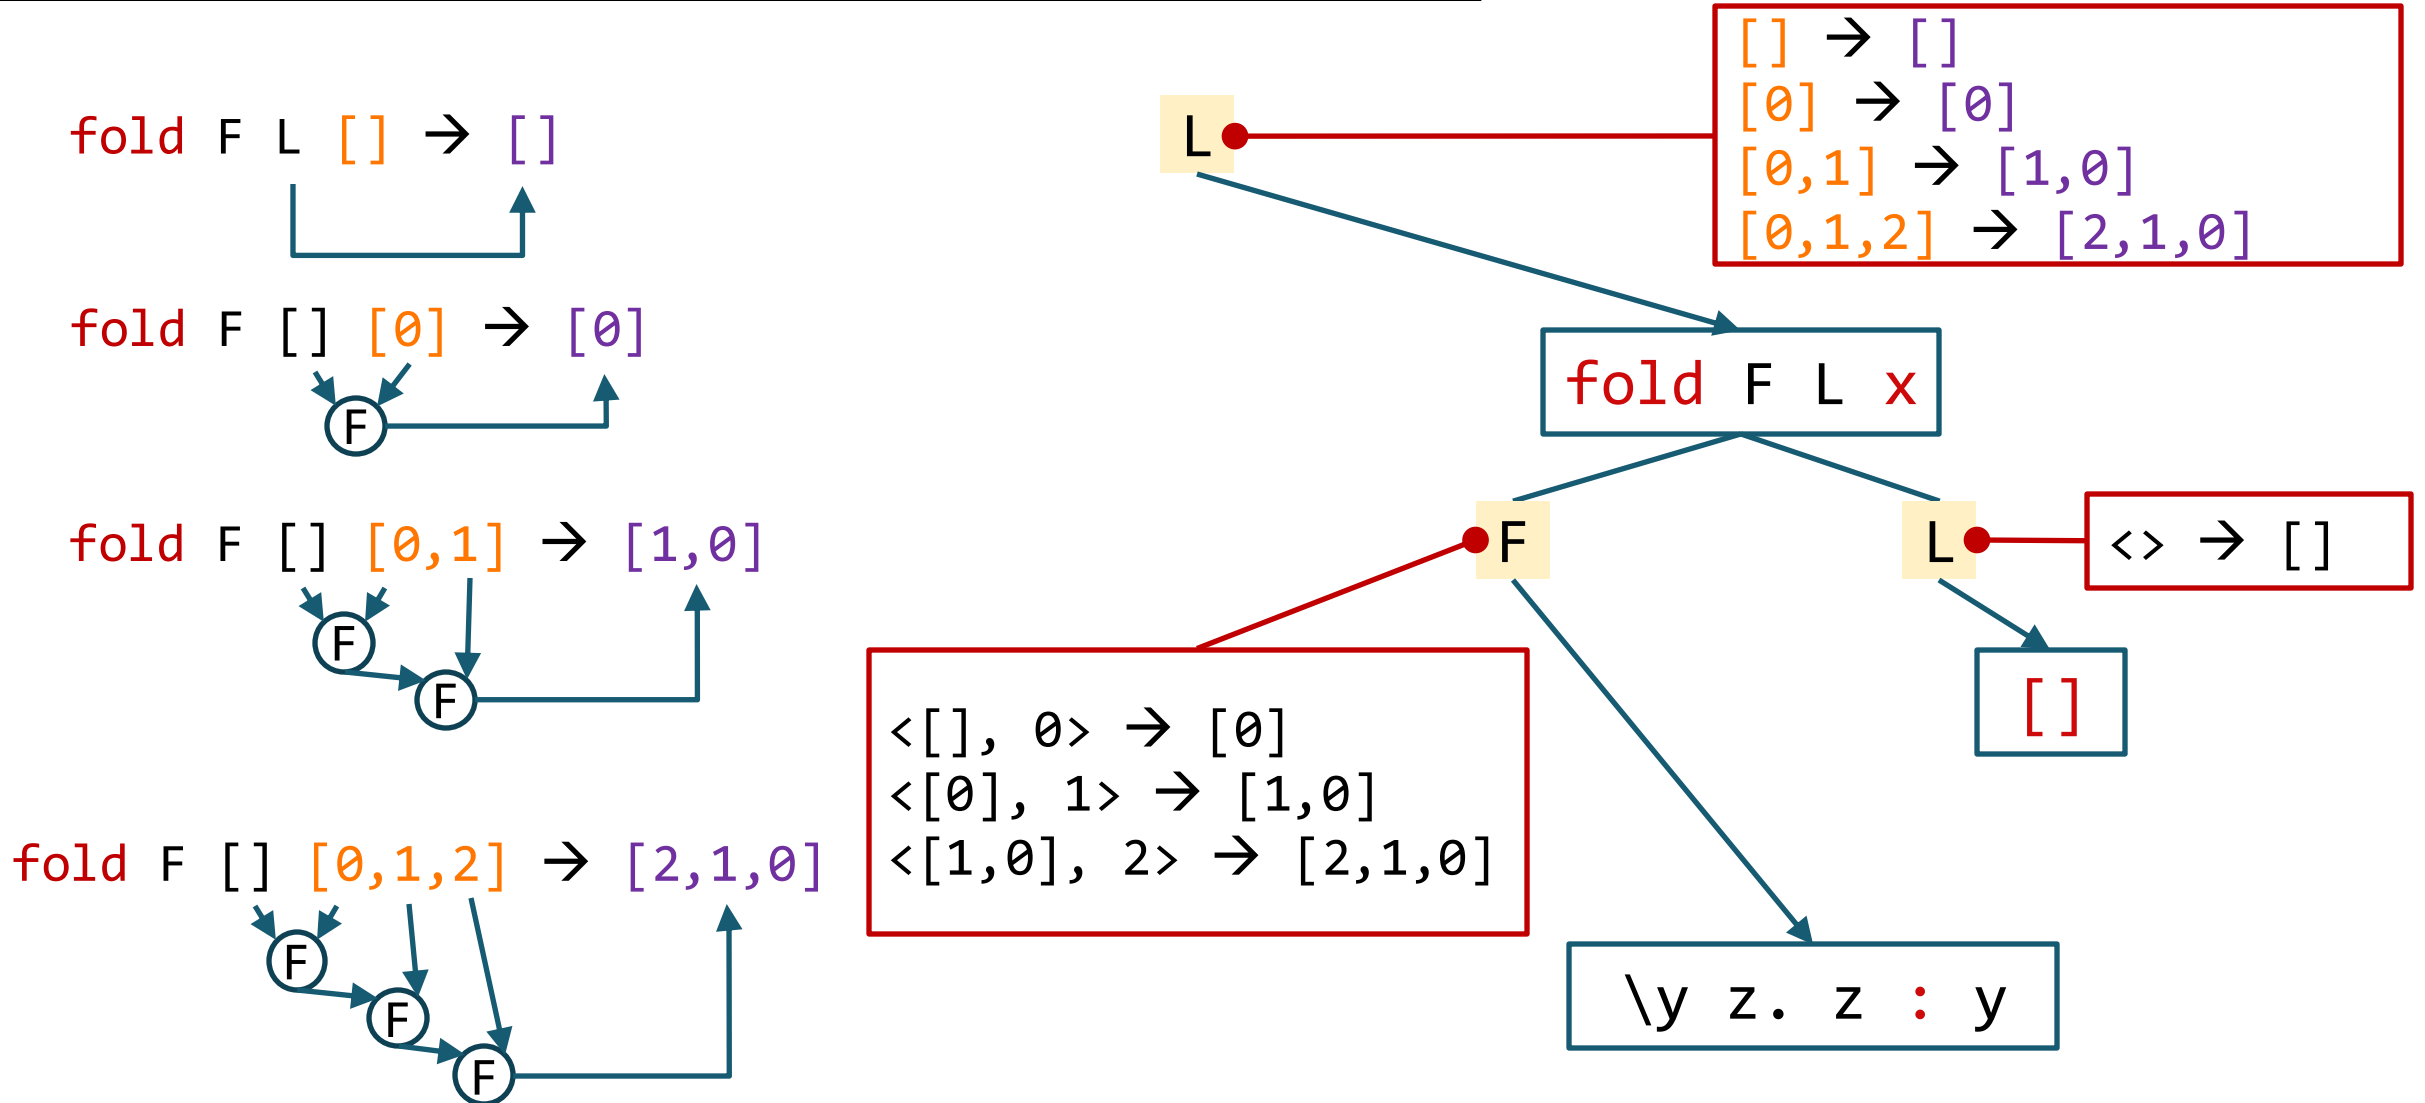 fold F L [] → []
fold F [] [0] → [0]
F
fold F [] [0,1] → [1,0]
F
F
fold F [] [0,1,2] → [2,1,0]
F
F
F
L
[] → []
[0] → [0]
[0,1] → [1,0]
[0,1,2] → [2,1,0]
fold F L x
F
L
<> → []
[]
<[], 0> → [0]
<[0], 1> → [1,0]
<[1,0], 2> → [2,1,0]
\y z. z : y